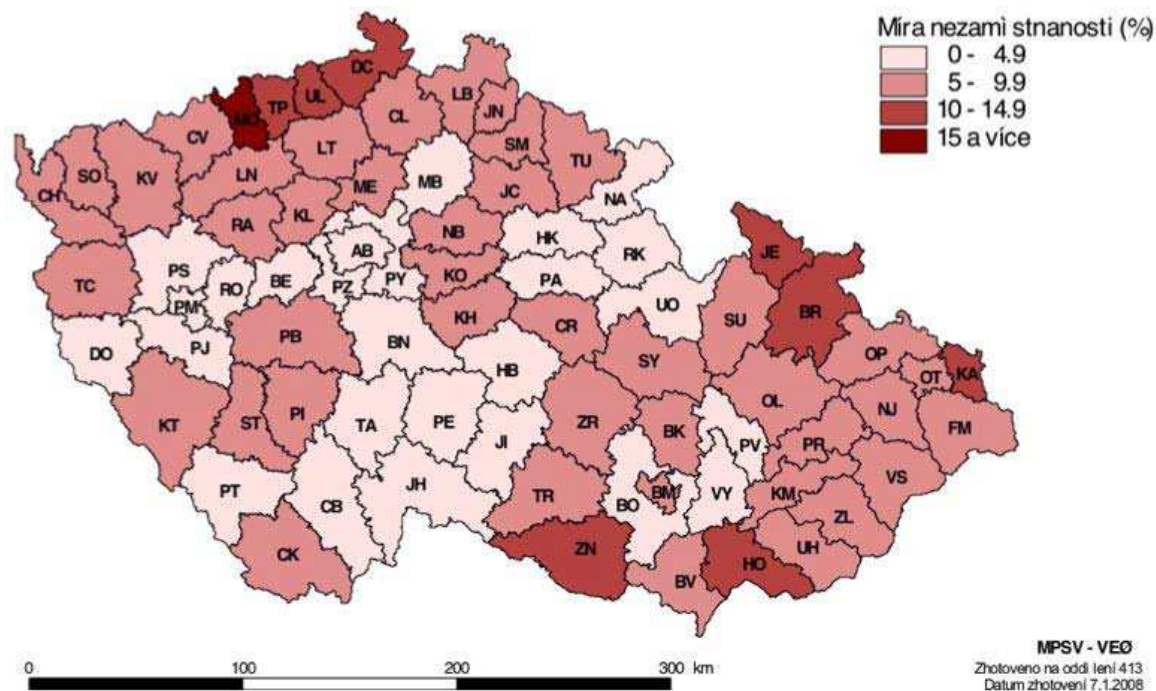 Míra nezamì stnanosti (%)
0 - 4.9
5 - 9.9
10 - 14.9
15 a více
DC
UL
TP
MO
LB
JN
CL
SM
CV
LT
TU
SO
KV
CH
LN
ME
MB
JC
NA
RA
KL
NB
HK
RK
AB
PS
RO
BE
PZ
PY
KO
PA
JE
TC
PM
UO
BR
DO
PJ
PB
BN
KH
CR
SU
OP
HB
SY
OT
KA
KT
ST
PI
TA
PE
JI
ZR
BK
OL
NJ
FM
PV
PR
PT
CB
JH
TR
BO
BM
VY
KM
VS
ZL
CK
ZN
BV
HO
UH
0 100 200 300 km
MPSV - VEØ
Zhotoveno na oddì lení 413
Datum zhotovení 7.1.2008